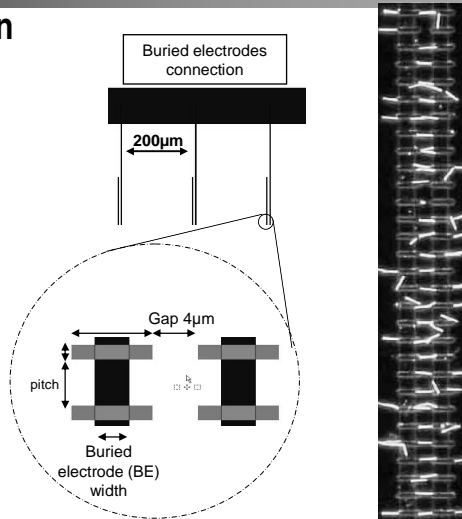 n
Buried electrodes
connection
200µm
Gap 4µm
pitch
Buried
electrode (BE)
width